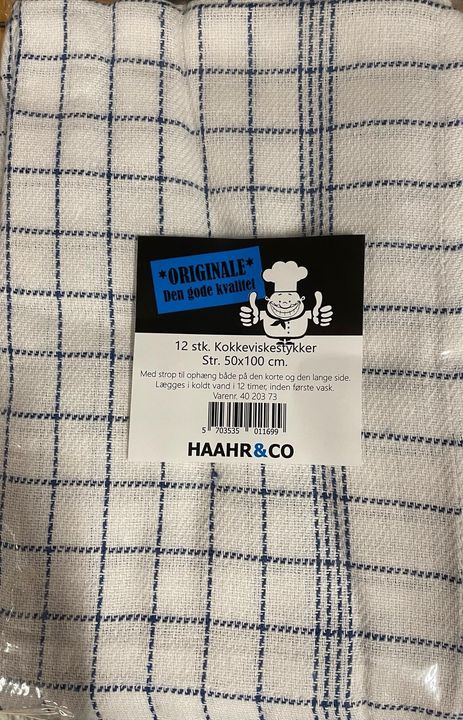 *ORIGINALE*
Den gode kvalitet
12 stk. Kokkeviskestykker
Str. 50x100 cm.
Med strop til ophæng både på den korte og den lange side.
Lægges i koldt vand i 12 timer, inden første vask.
Varenr. 40 203 73
5 703535 011699
HAAHR&CO